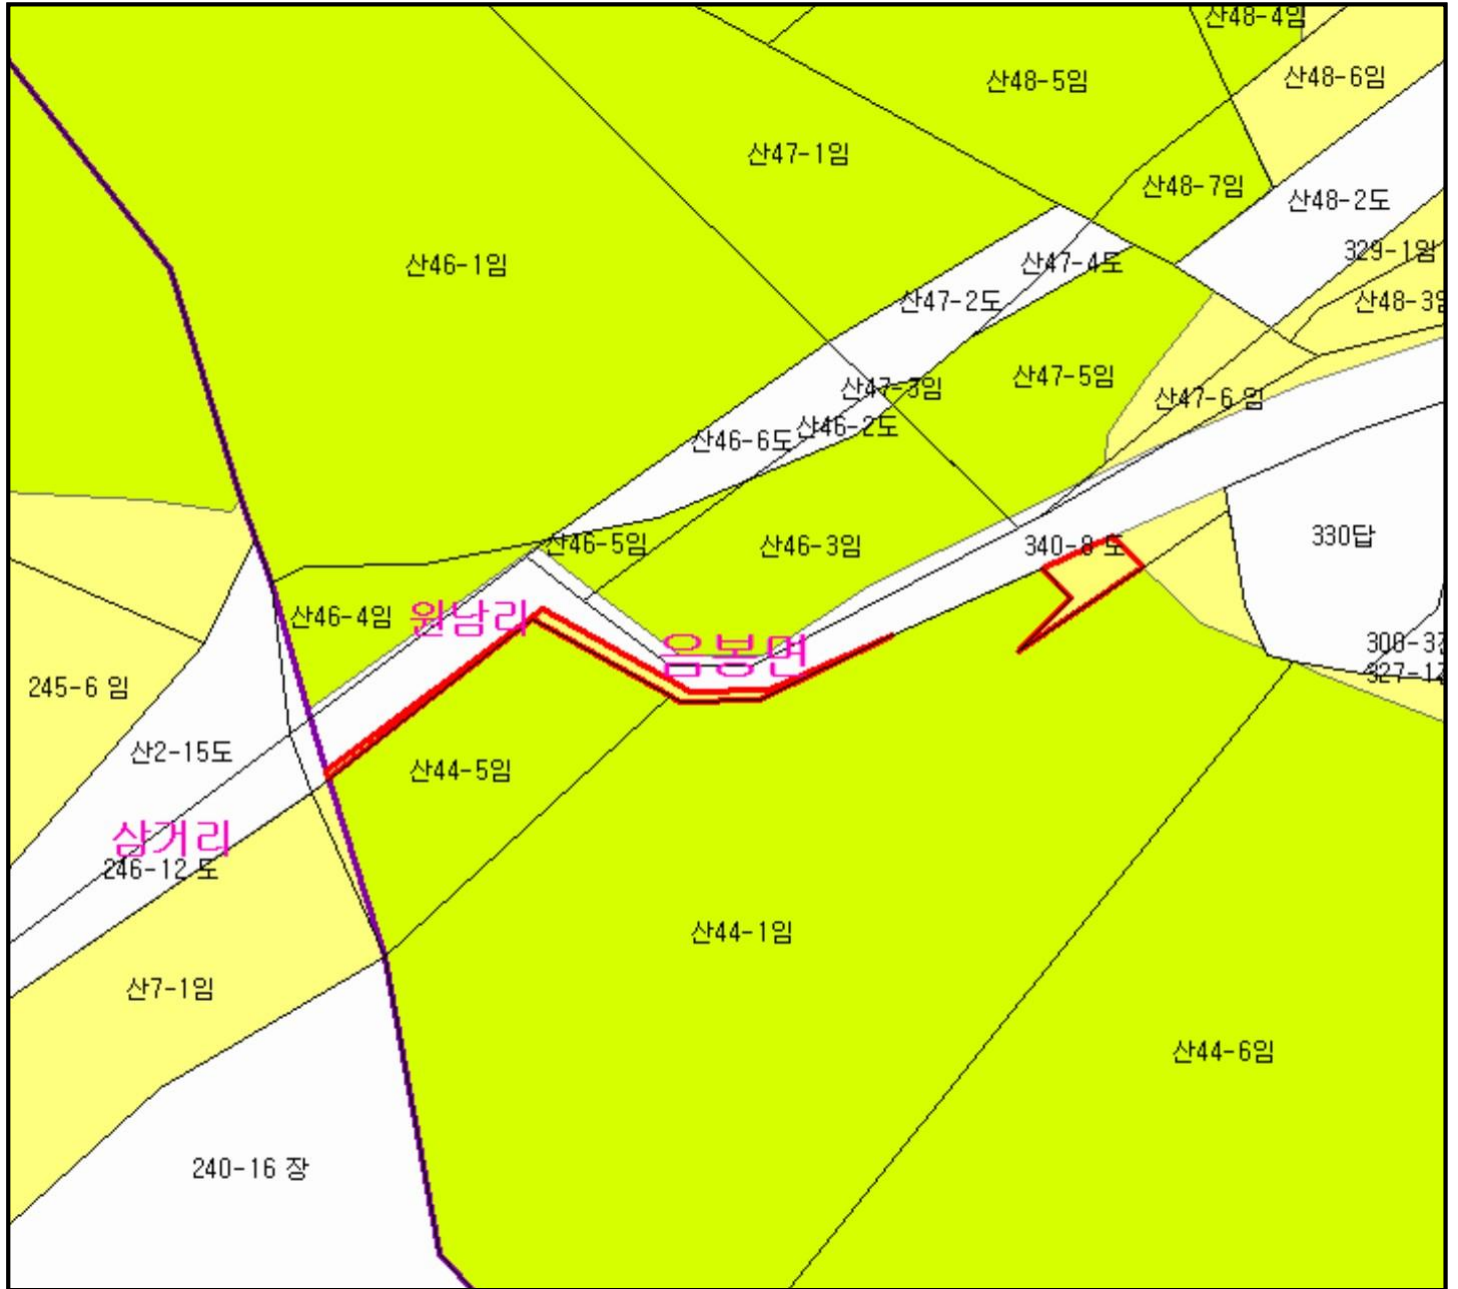 산48-4임
산48-6임
산48-5임
산47-1임
산48-7임
산48-2도
329-1임
산46-1임
산47-4도
산47-2도
산48-3
산47-5임
산47-3임
산47-6 임
산46-2도
산46-6도
330답
산46-5임
산46-3임
340-8 도
산46-4임
원남리
음봉면
245-6 임
산2-15도
산44-5임
삼거리
246-12 도
산44-1임
산7-1임
산44-6임
240-16 장